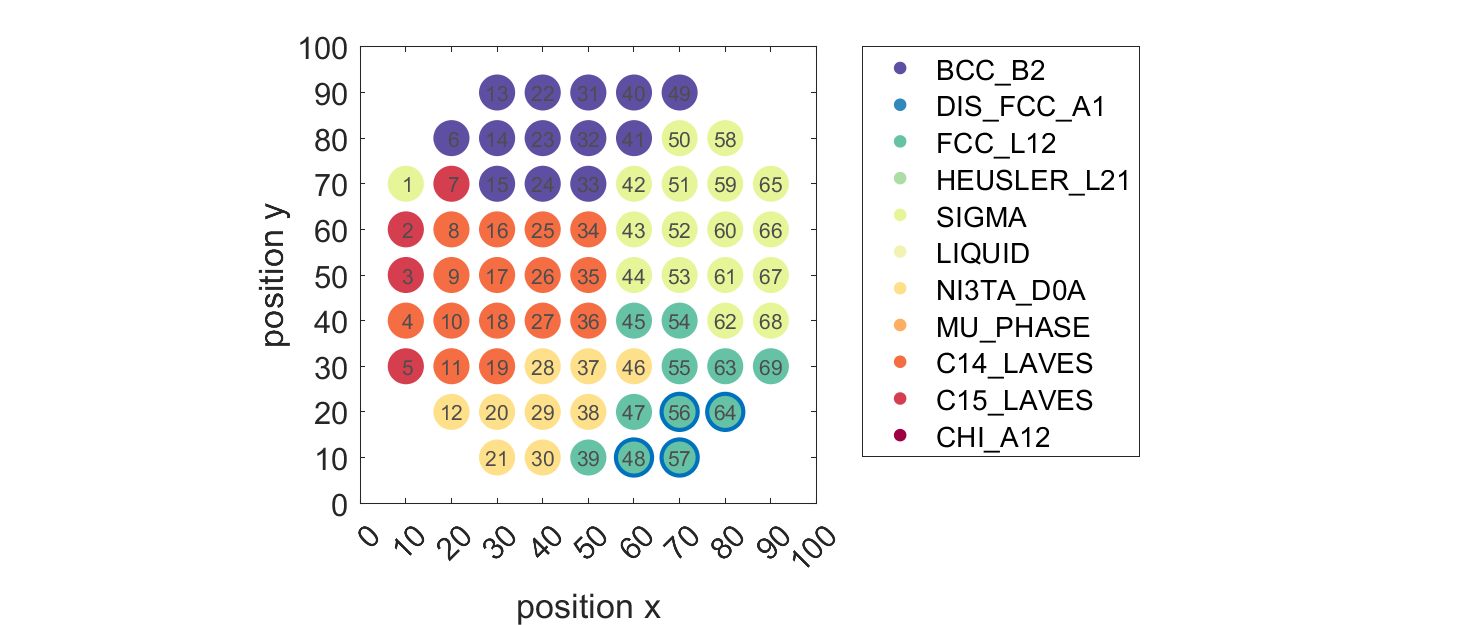 100
90 13 22 31 40 49
80 6 14 23 32 41 50 58
70 1 7 15 24 33 42 51 59 65
60 2 8 16 25 34 43 52 60 66
50 3 9 17 26 35 44 53 61 67
40 4 10 18 27 36 45 54 62 68
30 5 11 19 28 37 46 55 63 69
20 12 20 29 38 47 56 64
10 21 30 39 48 57
0
0 10 20 30 40 50 60 70 80 90 100
position x
position y
BCC_B2
DIS_FCC_A1
FCC_L12
HEUSLER_L21
SIGMA
LIQUID
NI3TA_D0A
MU_PHASE
C14_LAVES
C15_LAVES
CHI_A12